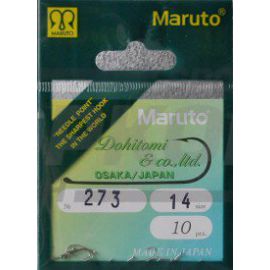 MARUTO
Maruto®
"NEEDLE POINT"
THE SHARPEST HOOK
IN THE WORLD
Maruto
Dohitomi
& co., ltd.
OSAKA/JAPAN
No 273
14 size
10 pcs.
MADE IN JAPAN